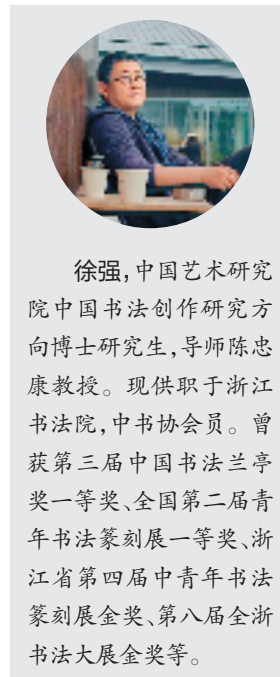 徐强,中国艺术研究
院中国书法创作研究方
向博士研究生,导师陈忠
康教授。现供职于浙江
书法院,中书协会员。曾
获第三届中国书法兰亭
奖一等奖、全国第二届青
年书法篆刻展一等奖、浙
江省第四届中青年书法
篆刻展金奖、第八届全浙
书法大展金奖等。